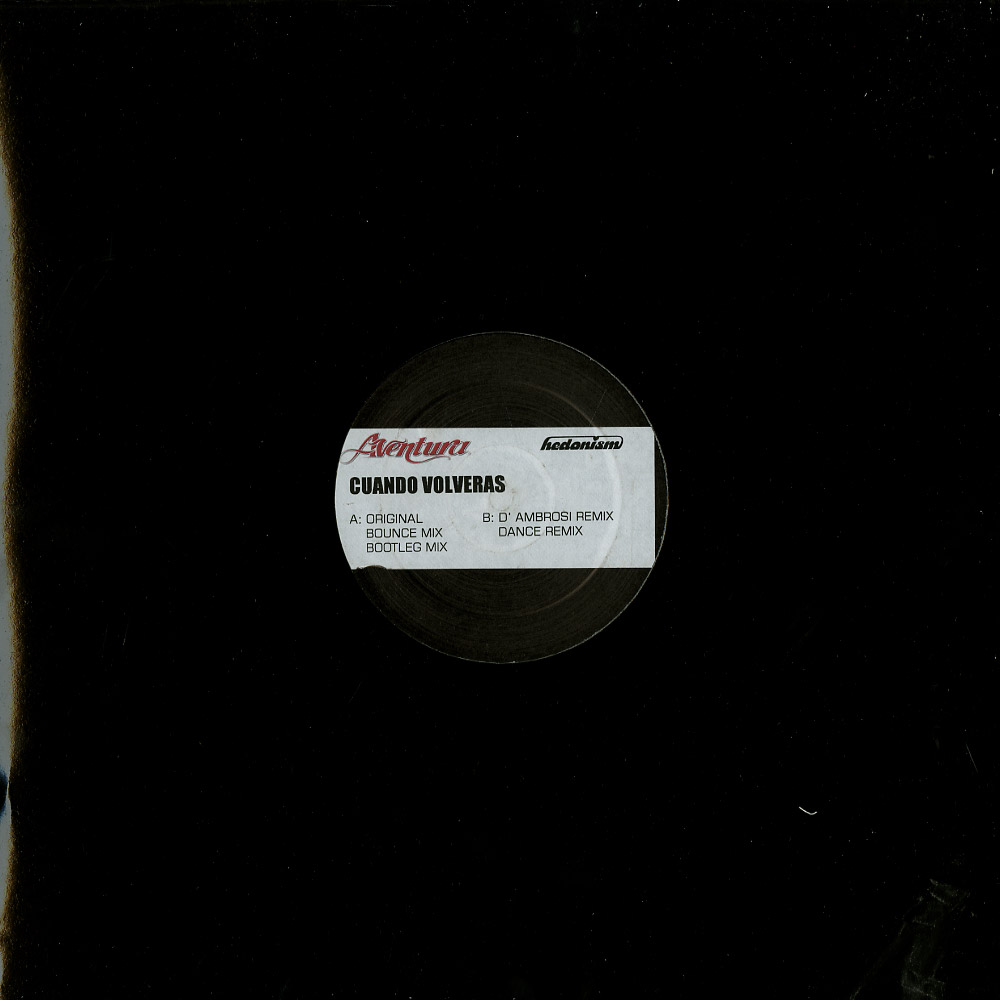 Aventura
hedonism
CUANDO VOLVERAS
A: ORIGINAL
BOUNCE MIX
BOOTLEG MIX
B: D' AMBROSI REMIX
DANCE REMIX